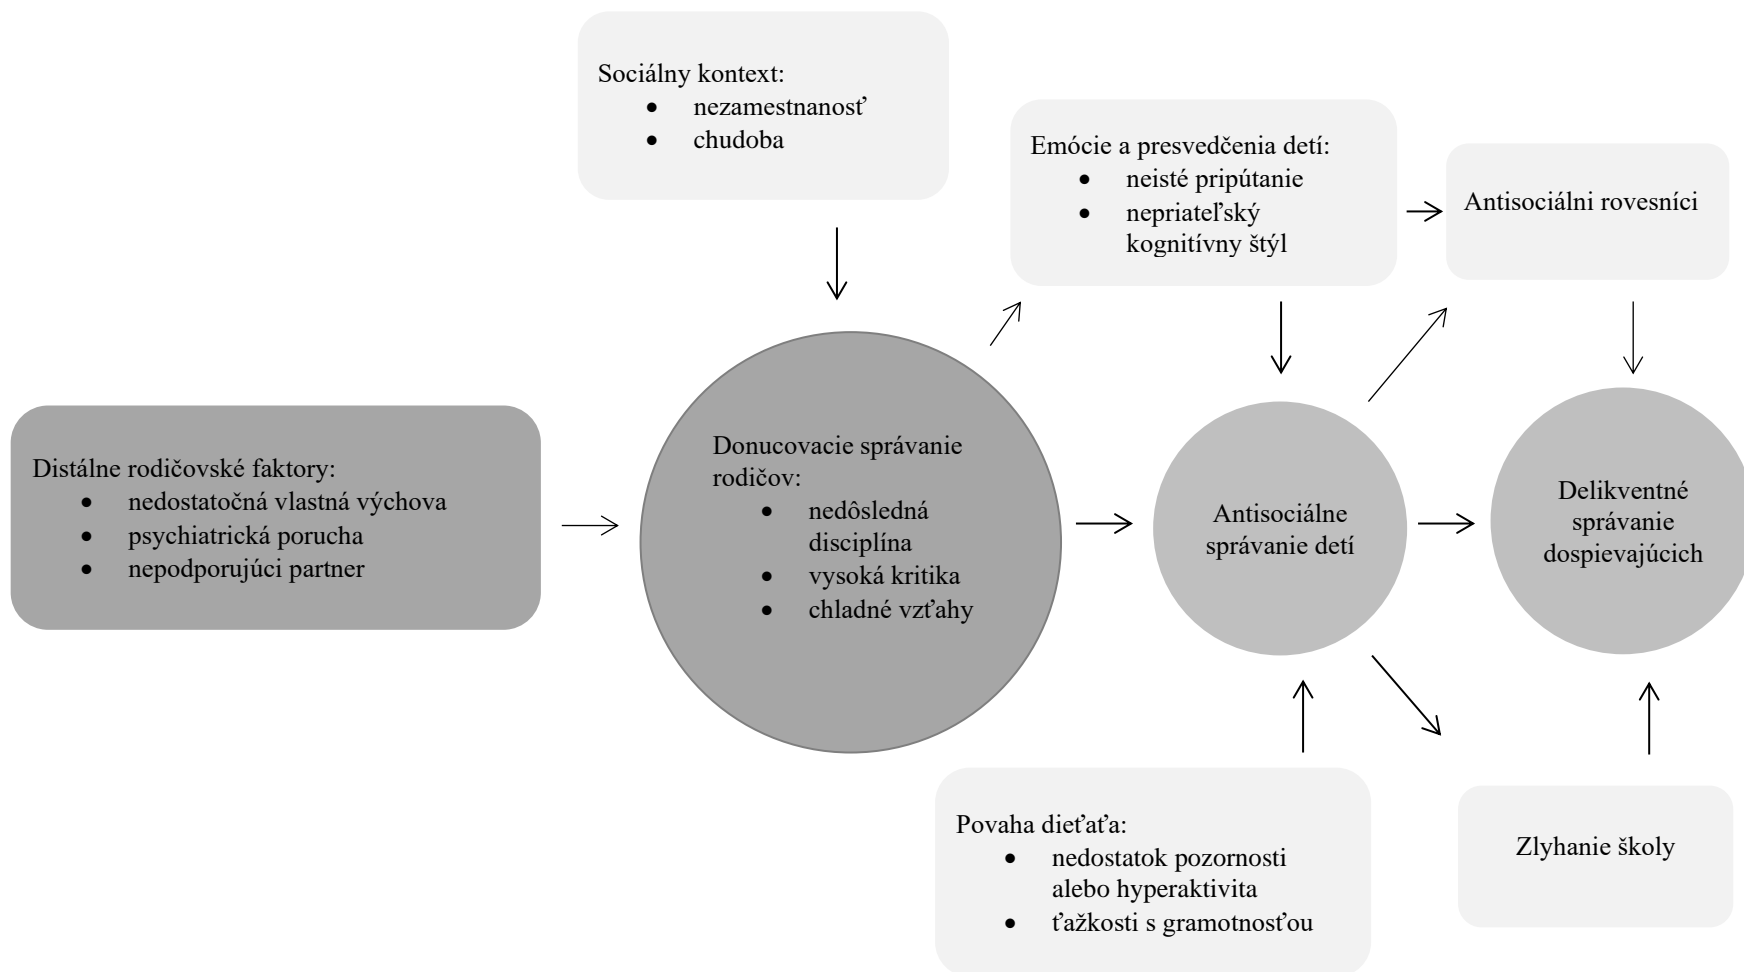 Sociálny kontext:
• nezamestnanosť
• chudoba
Emócie a presvedčenia detí:
• neisté pripútanie
• nepriateľský
kognitívny štýl
Antisociálni rovesníci
Distálne rodičovské faktory:
• nedostatočná vlastná výchova
• psychiatrická porucha
• nepodporujúci partner
Donucovacie správanie
rodičov:
• nedôsledná
disciplína
• vysoká kritika
• chladné vzťahy
Antisociálne
správanie detí
Delikventné
správanie
dospievajúcich
Povaha dieťaťa:
• nedostatok pozornosti
alebo hyperaktivita
• ťažkosti s gramotnosťou
Zlyhanie školy